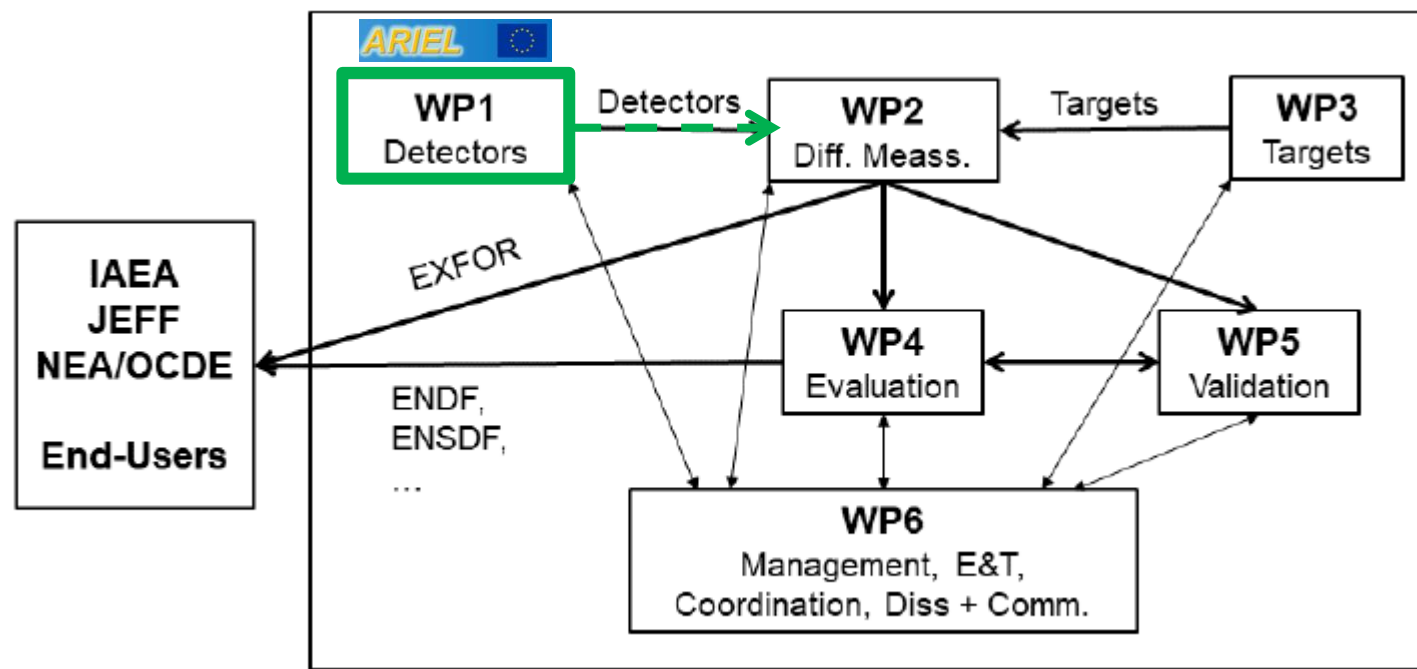 ARIEL
WP1
Detectors
Detectors
WP2
Diff. Meass.
Targets
WP3
Targets
IAEA
JEFF
NEA/OCDE
End-Users
EXFOR
ENDF,
ENSDF,
...
WP4
Evaluation
WP5
Validation
WP6
Management, E&T,
Coordination, Diss + Comm.